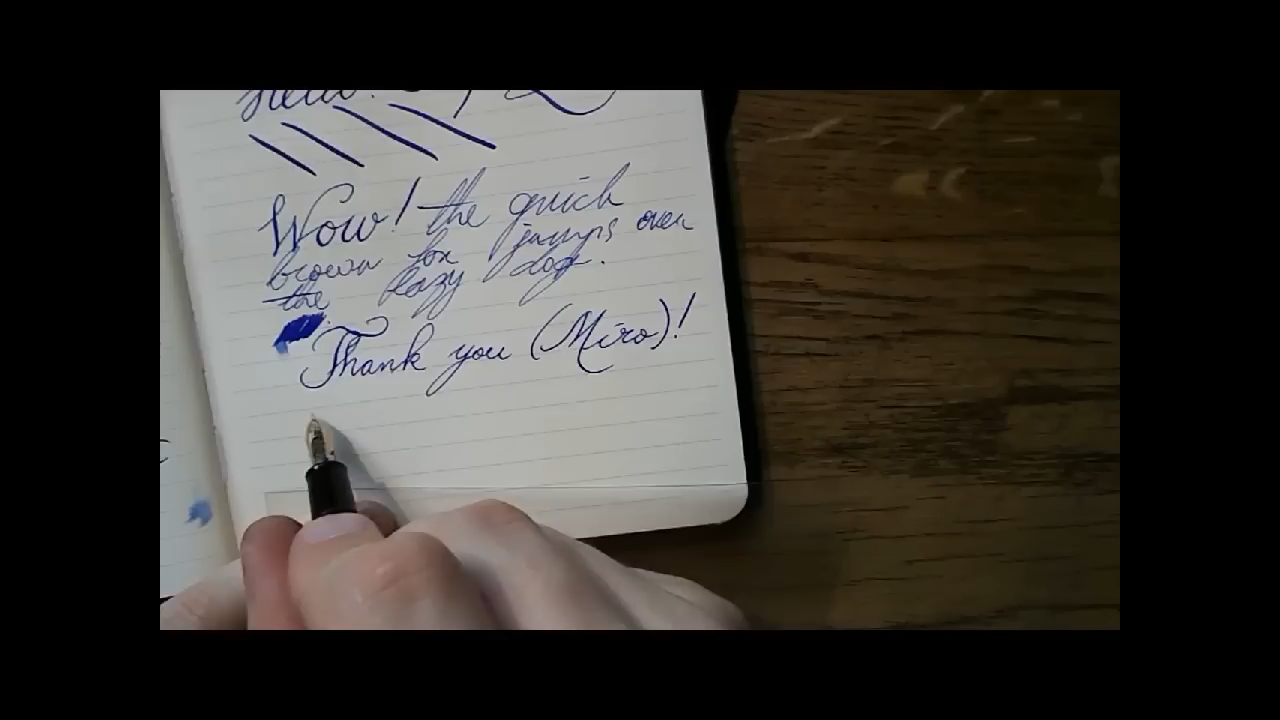 Wow! the quick
brown fox jumps over
the lazy dog.
Thank you (Miro)!